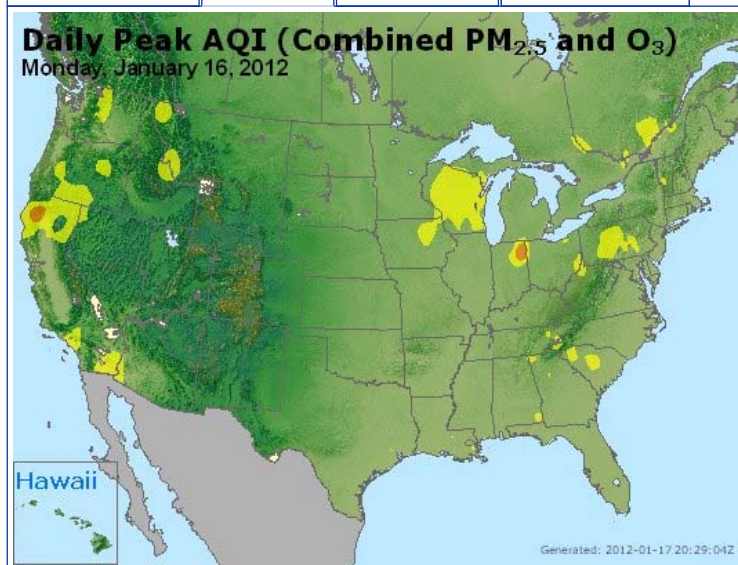 Daily Peak AQI (Combined PM2.5 and O3)
Monday, January 16, 2012
Hawaii
Generated: 2012-01-17 20:29:04Z